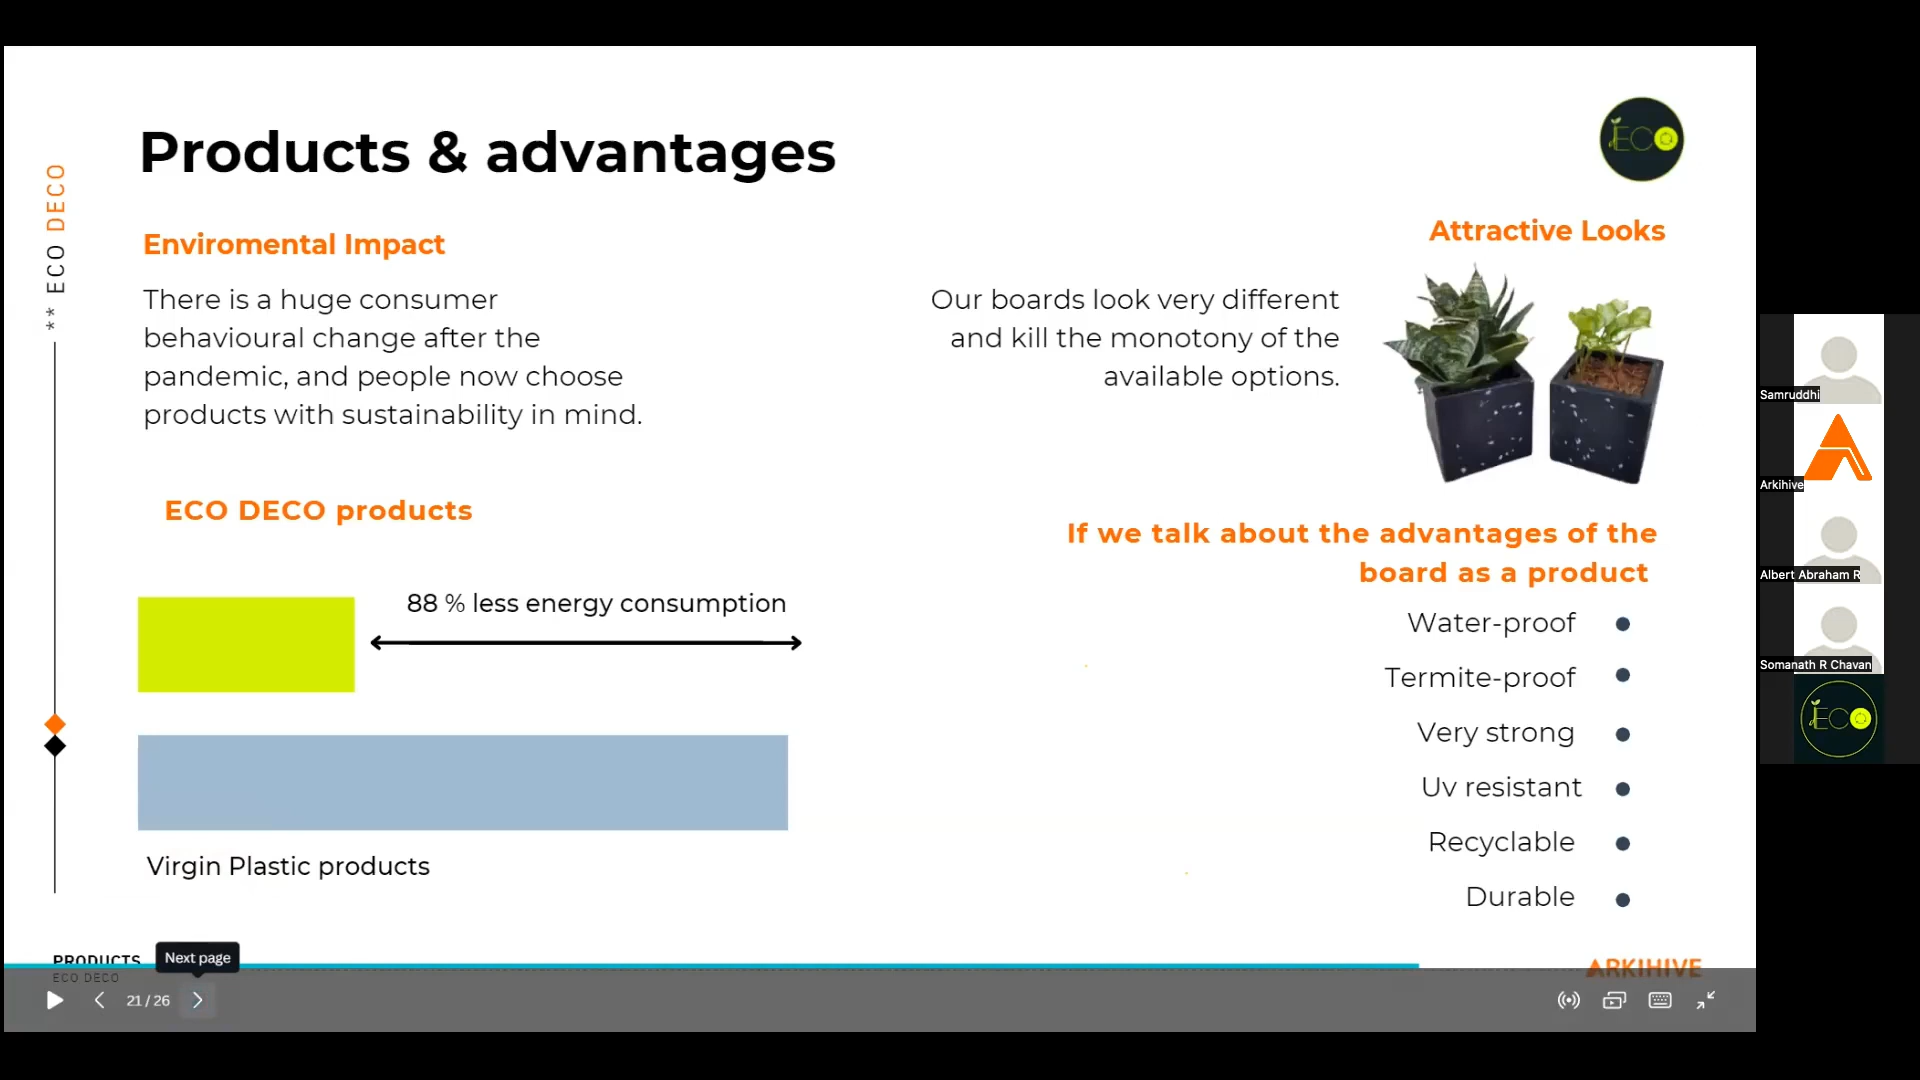 Products & advantages
ECO
** ECO DECO
Enviromental Impact
There is a huge consumer
behavioural change after the
pandemic, and people now choose
products with sustainability in mind.
Attractive Looks
Our boards look very different
and kill the monotony of the
available options.
ECO DECO products
88 % less energy consumption
Virgin Plastic products
If we talk about the advantages of the
board as a product
Water-proof
Termite-proof
Very strong
Uv resistant
Recyclable
Durable
PRODUCTS
ECO DECO
Next page
ARKIHIVE
21 / 26
Samruddhi
Arkihive
Albert Abraham R
Somanath R Chavan
ECO